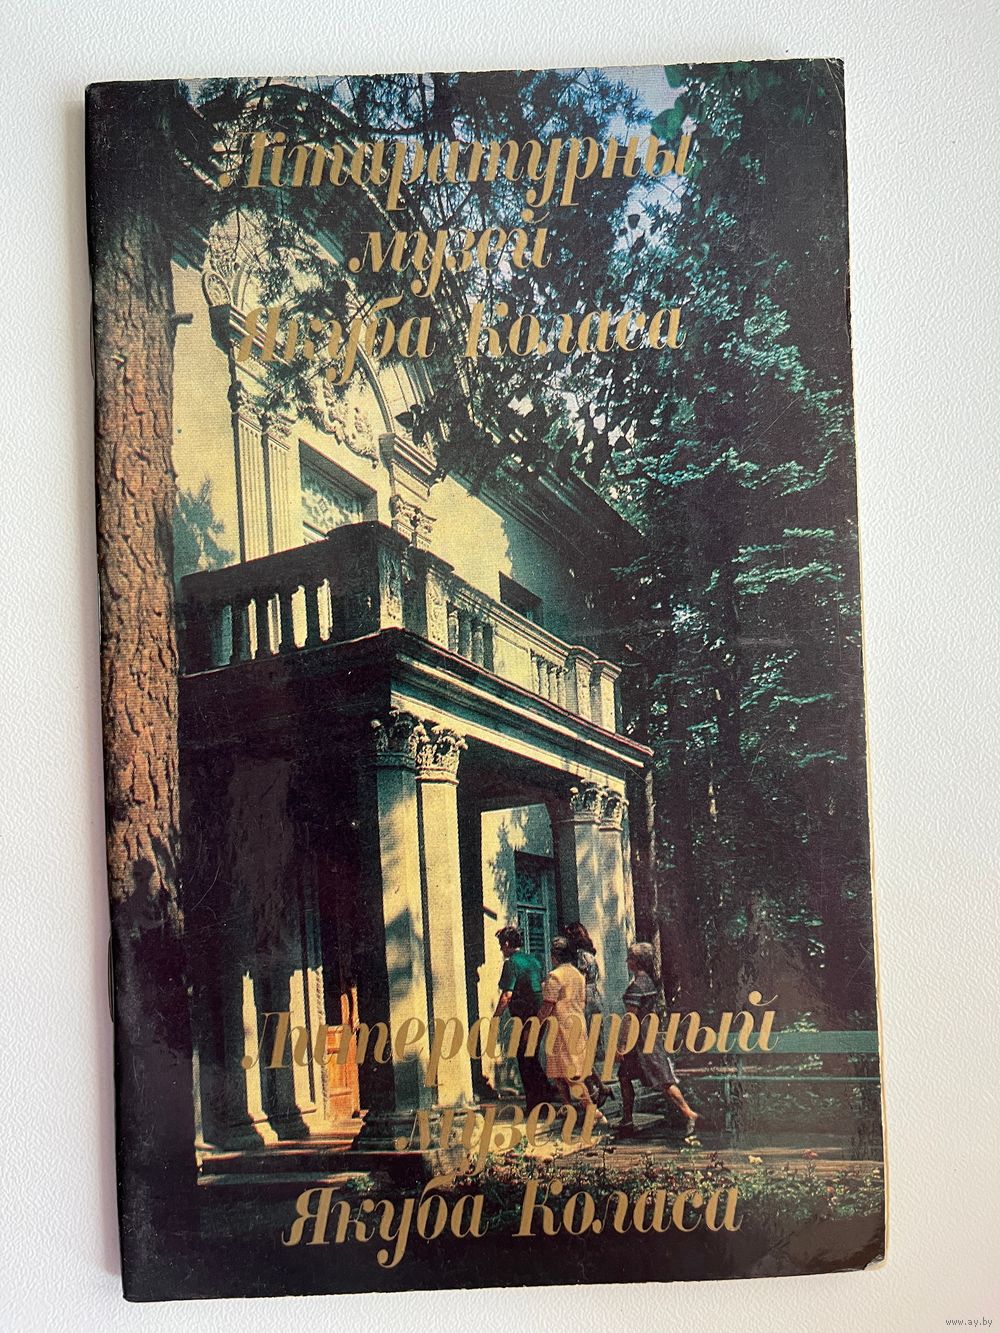 Літаратурны
музей
Якуба Коласа
Литературный
музей
Якуба Коласа
www.ay.by